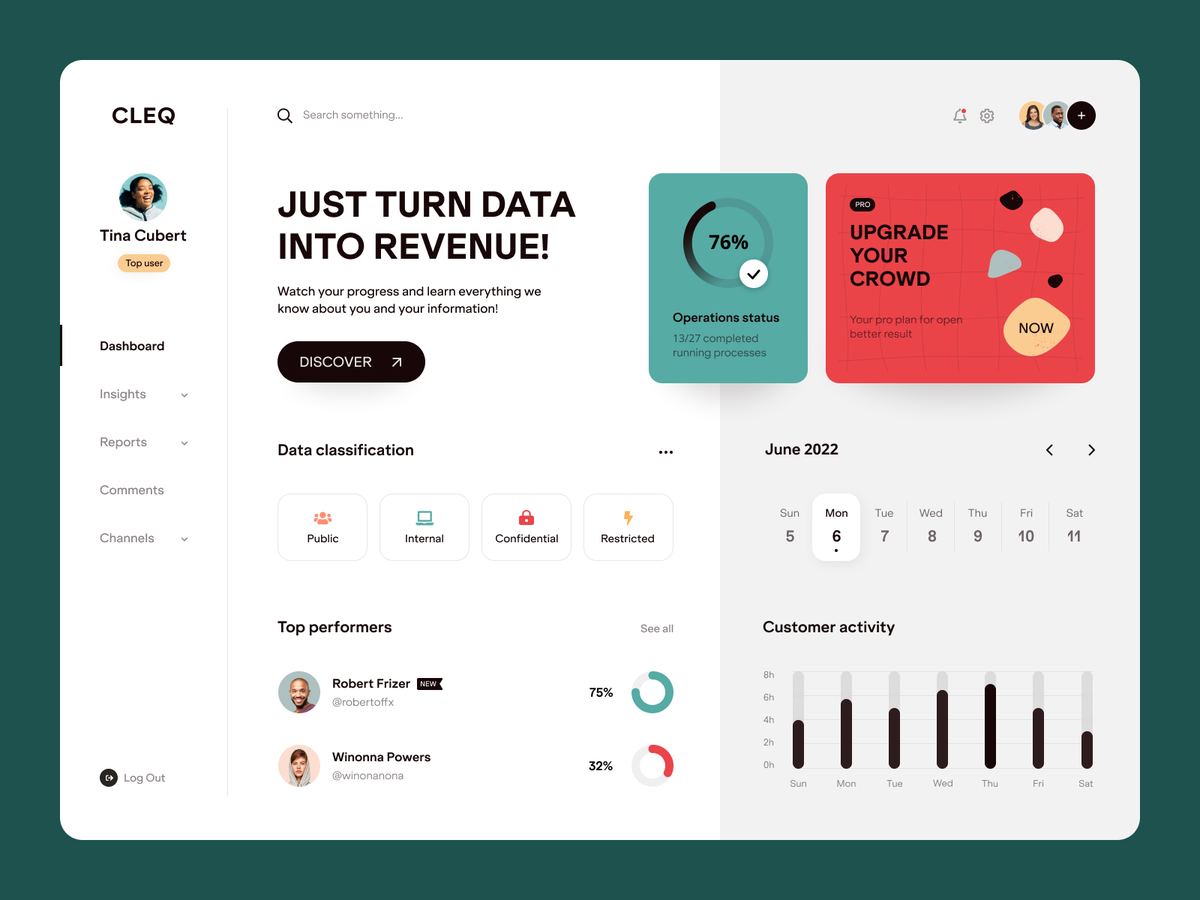 CLEQ
Search something...
Tina Cubert
Top user
Dashboard
Insights
Reports
Comments
Channels
Log Out
JUST TURN DATA
INTO REVENUE!
Watch your progress and learn everything we
know about you and your information!
DISCOVER
76%
Operations status
13/27 completed
running processes
PRO
UPGRADE
YOUR
CROWD
Your pro plan for open
better result
NOW
Data classification
Public
Internal
Confidential
Restricted
June 2022
Sun Mon Tue Wed Thu Fri Sat
5 6 7 8 9 10 11
Top performers
See all
Robert Frizer NEW
@robertoffx
75%
Winonna Powers
@winonanona
32%
Customer activity
8h
6h
4h
2h
0h
Sun Mon Tue Wed Thu Fri Sat